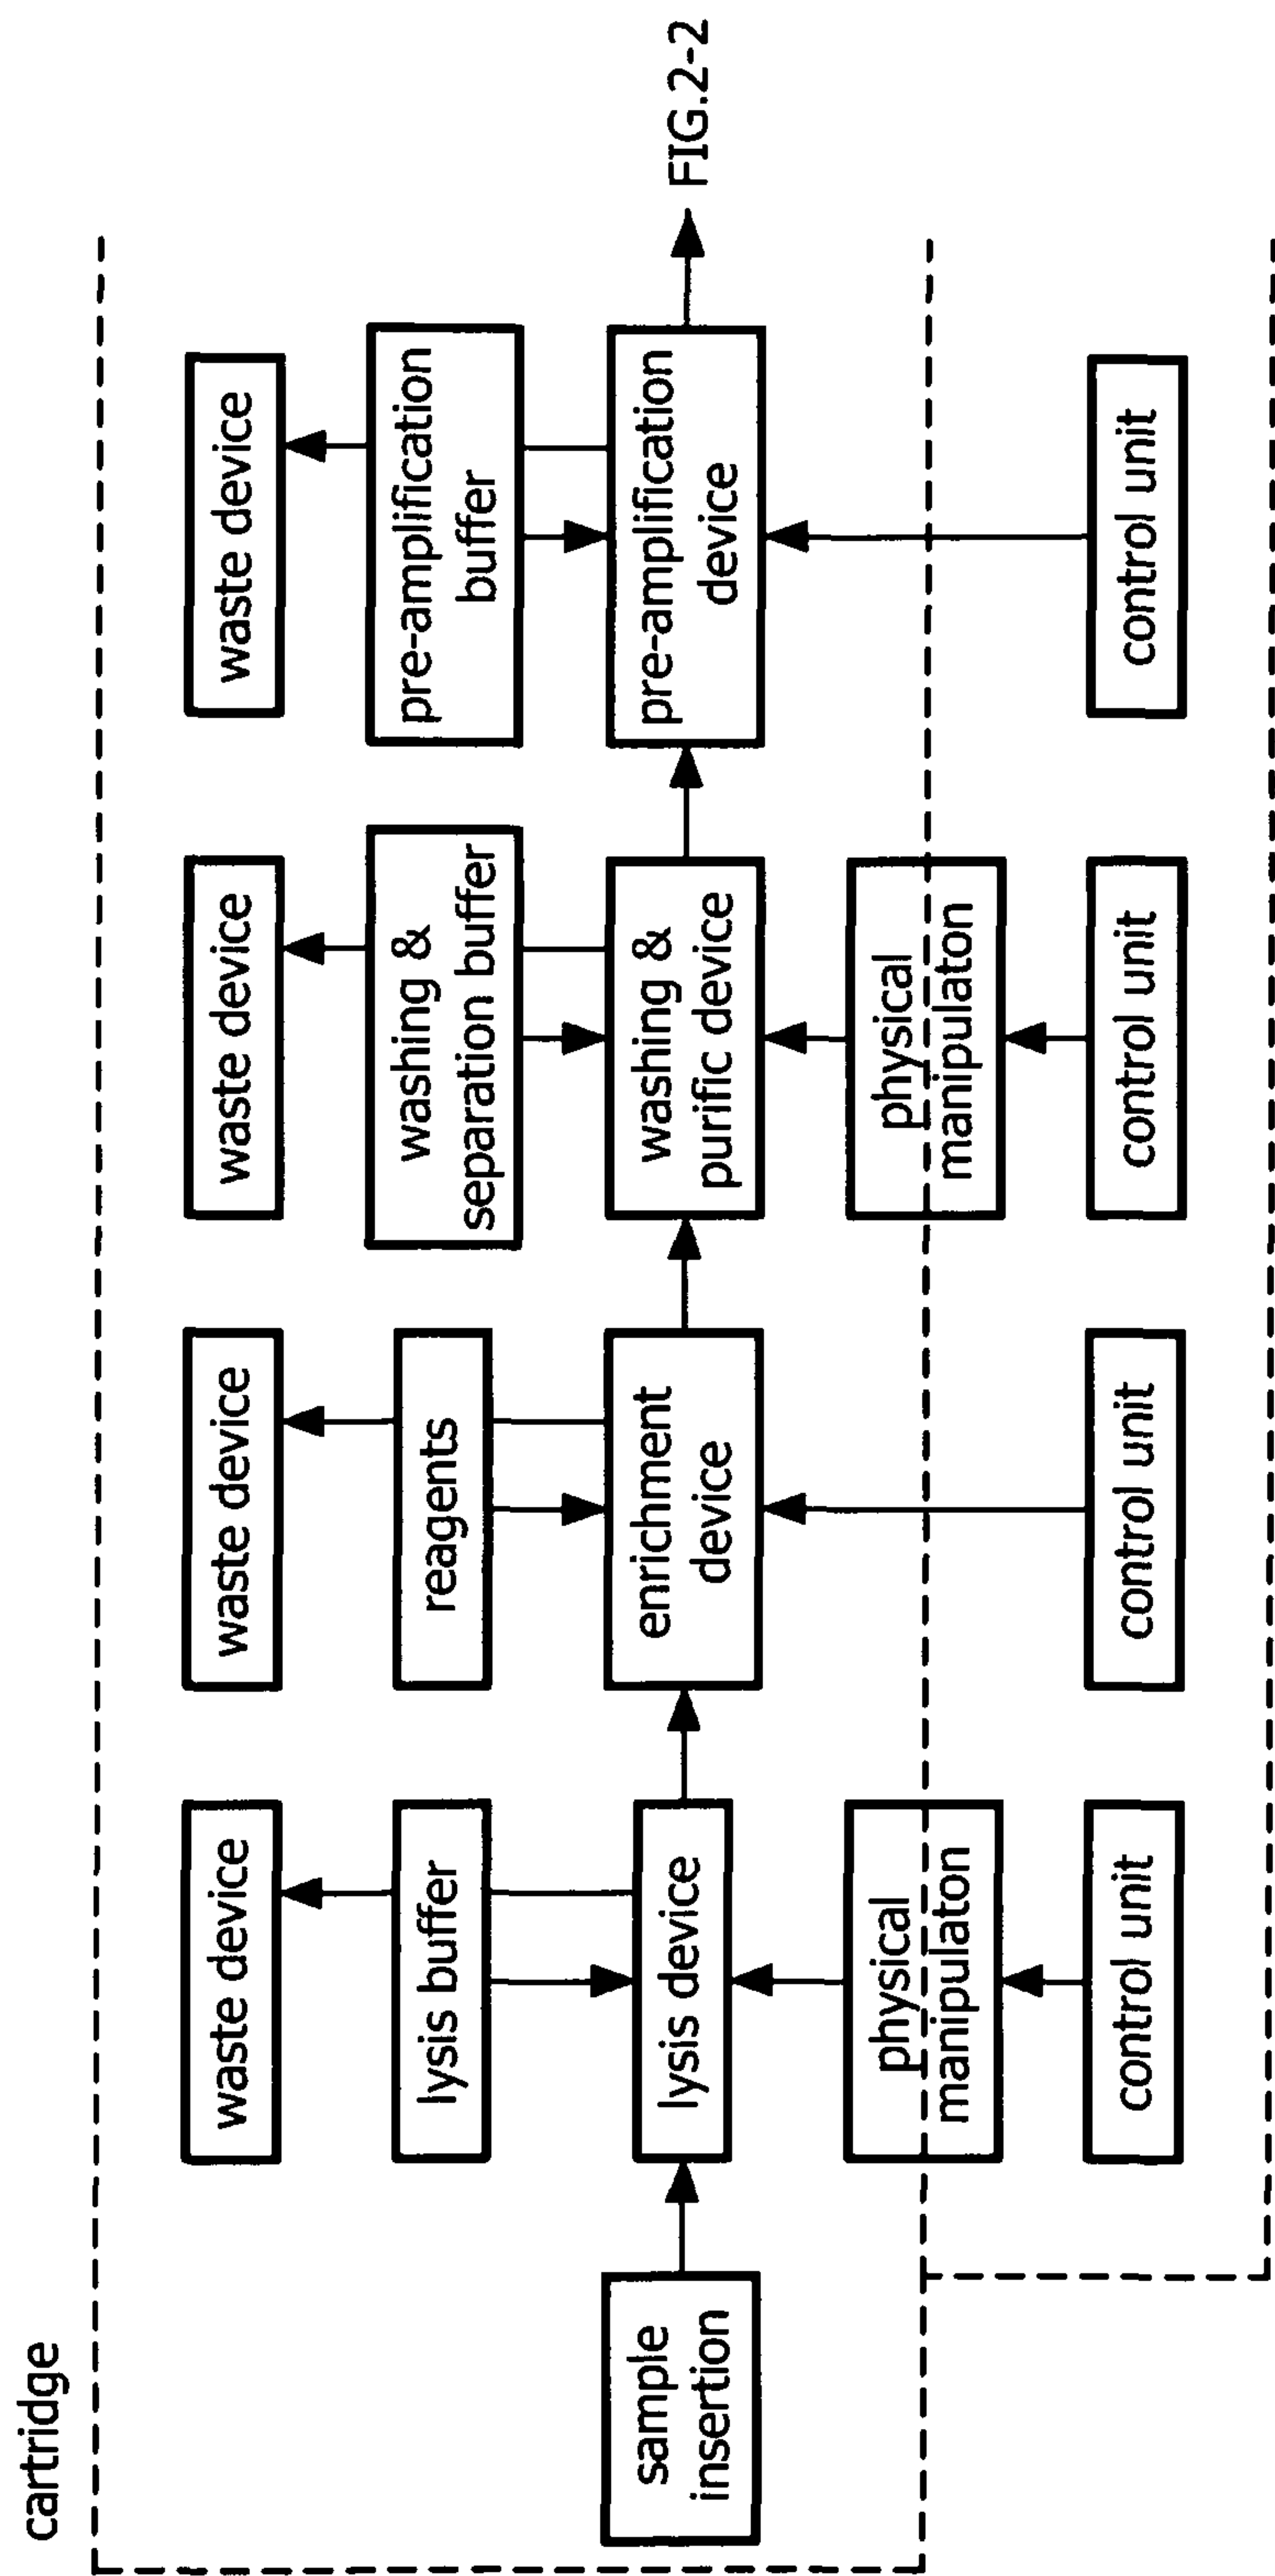 cartridge
waste device
waste device
waste device
waste device
lysis buffer
reagents
washing &
separation buffer
pre-amplification
buffer
sample
insertion
lysis device
enrichment
device
washing &
purific device
pre-amplification
device
FIG.2-2
physical
manipulaton
physical
manipulaton
control unit
control unit
control unit
control unit